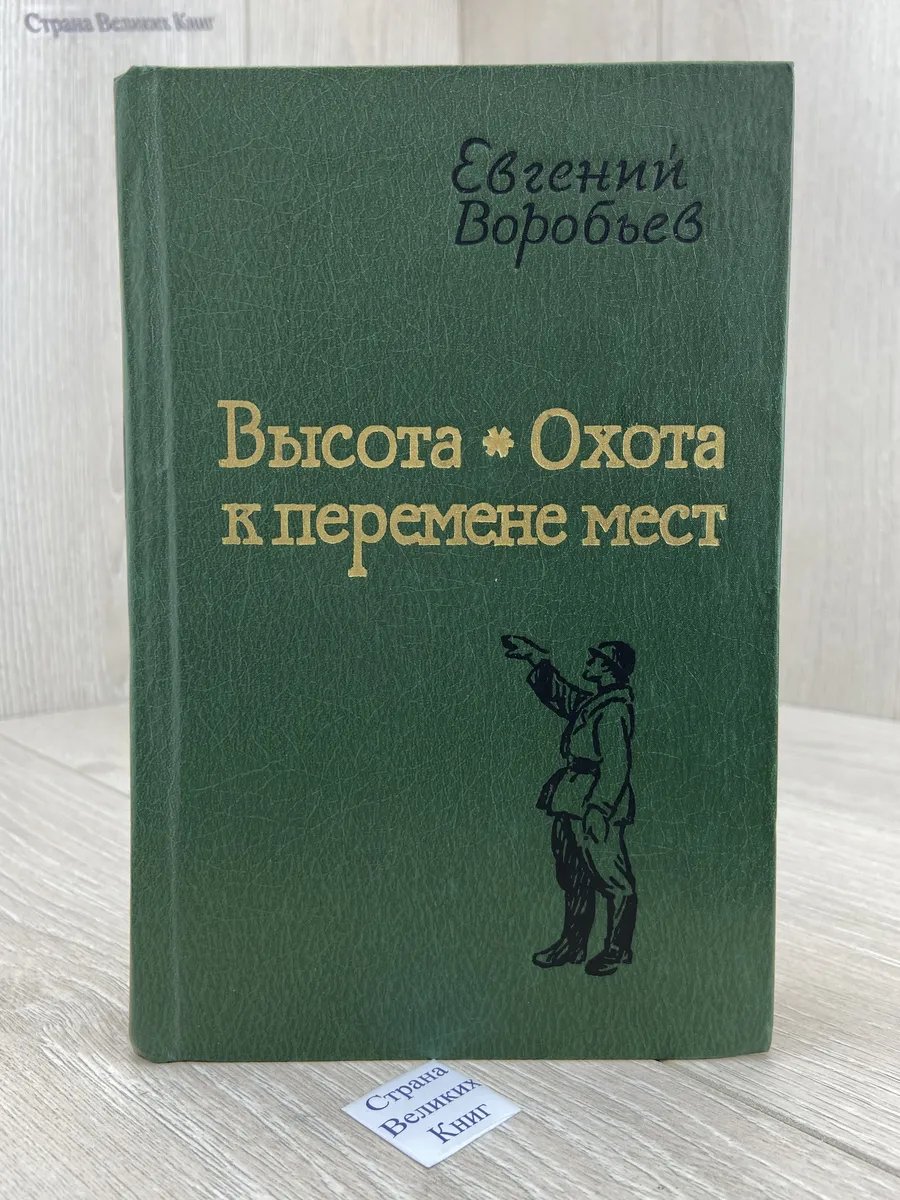 Страна Великих Книг
Евгений
Воробьев
Высота * Охота
к перемене мест
Страна
Великих
Книг